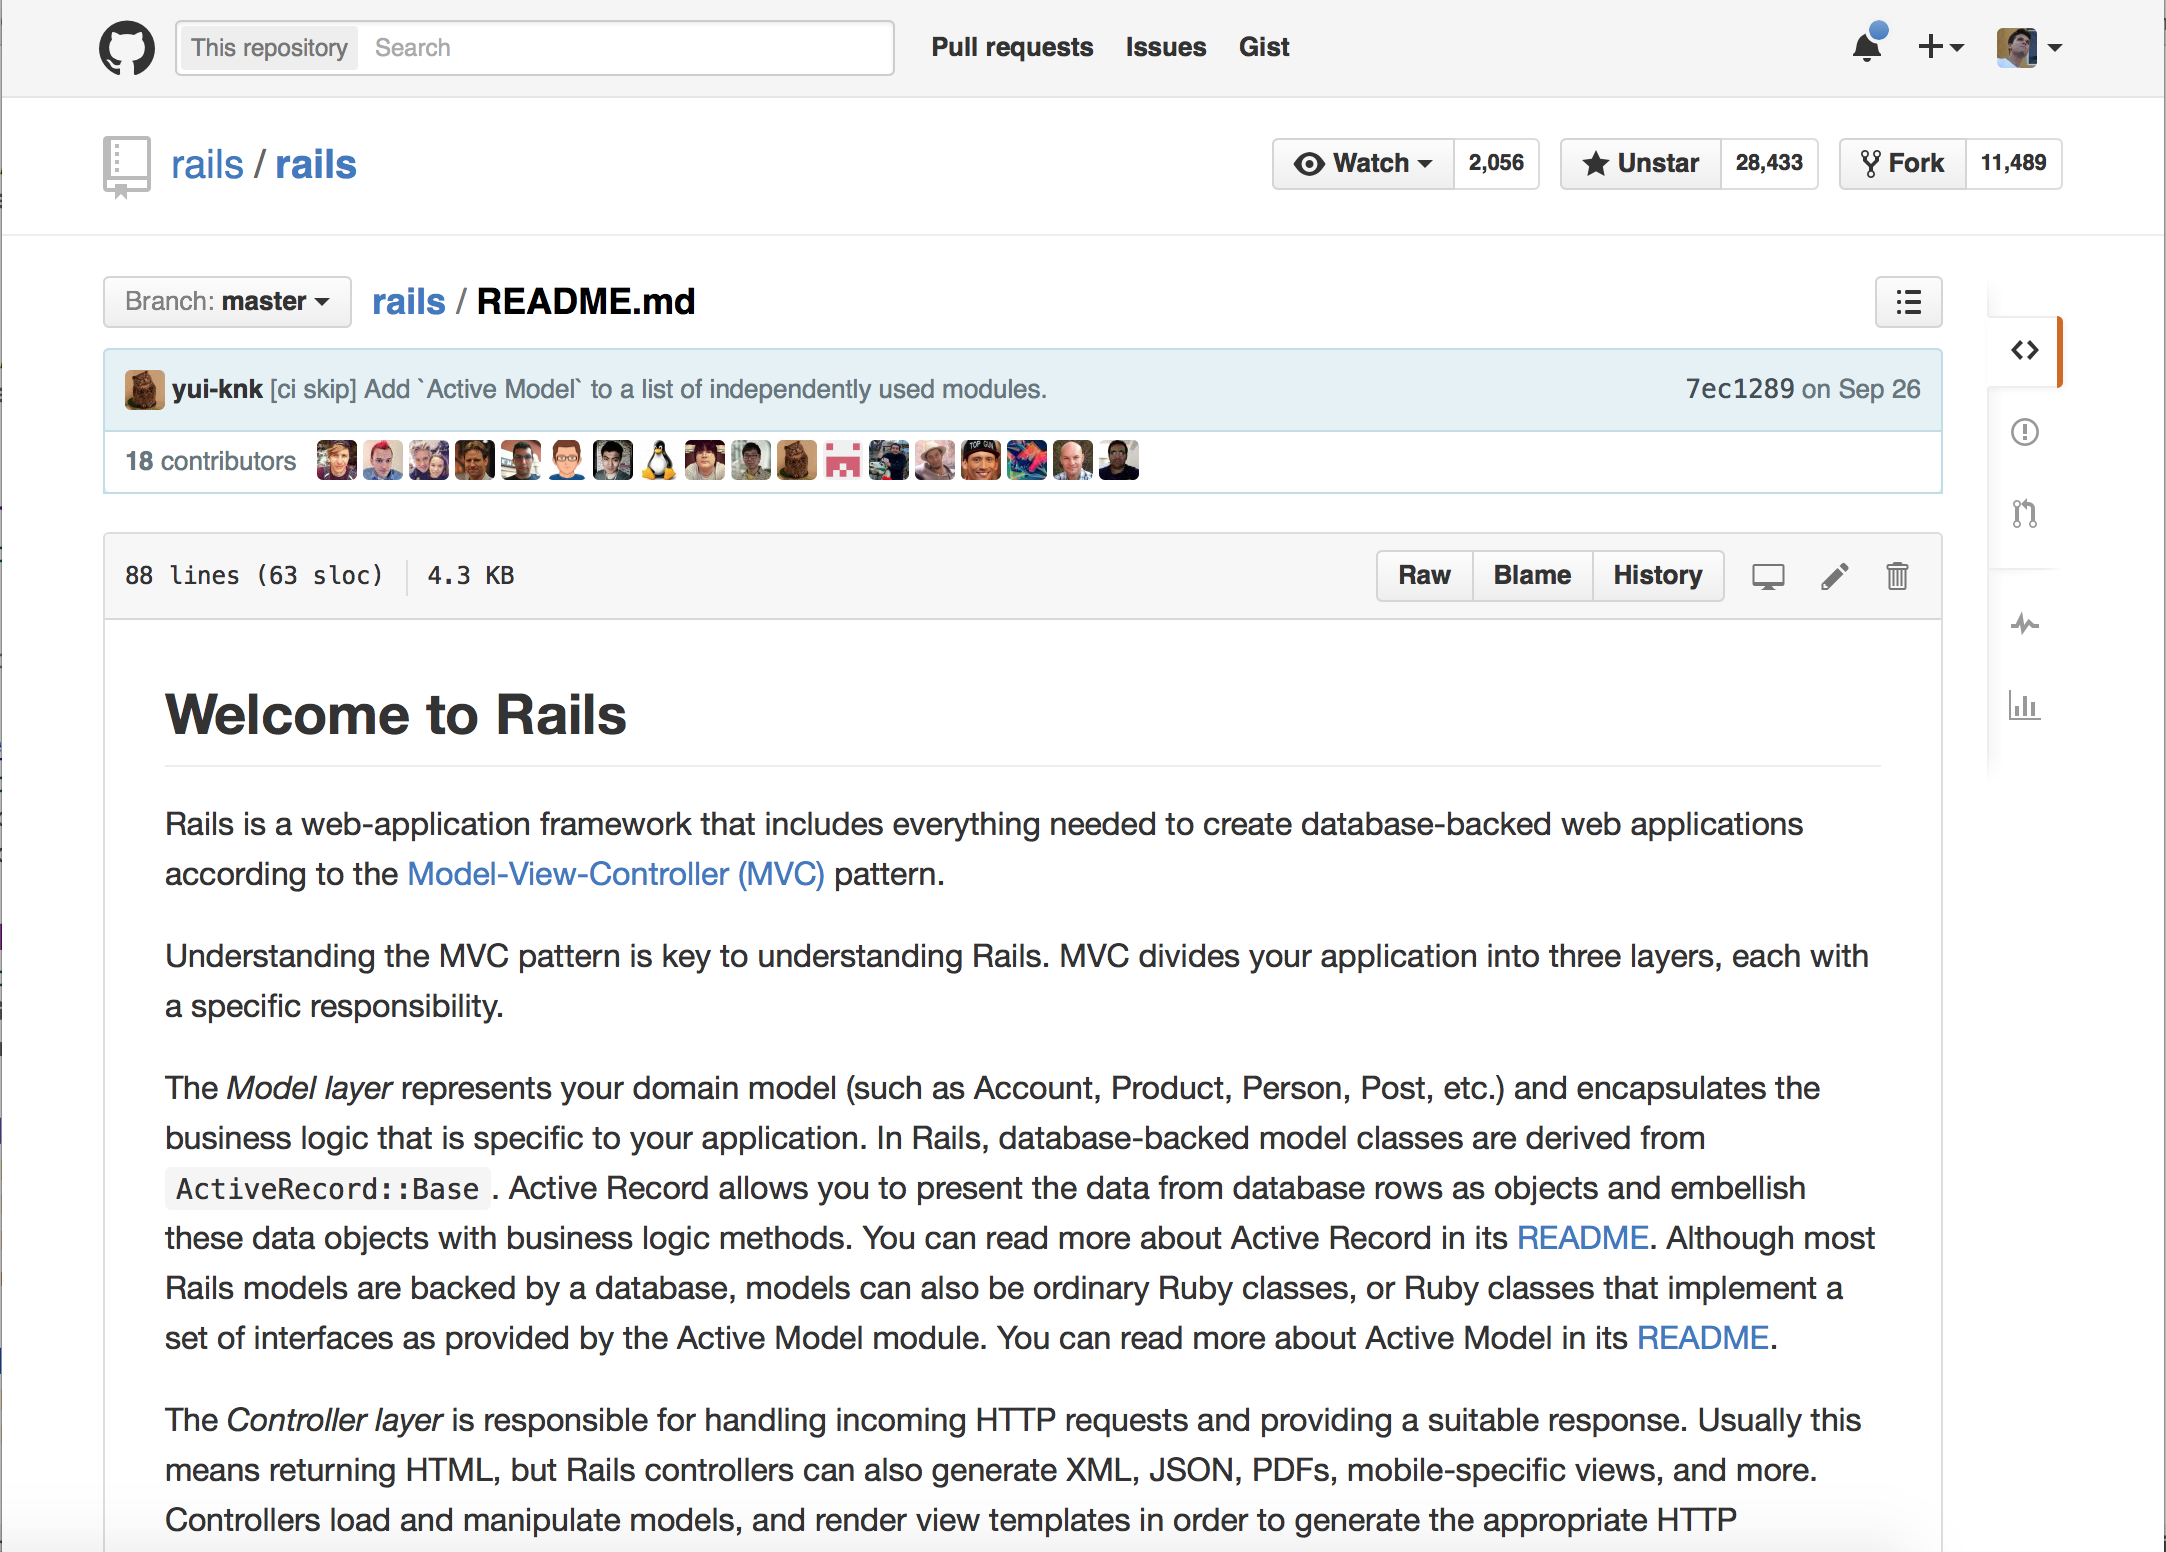 This repository Search Pull requests Issues Gist
rails / rails Watch 2,056 Unstar 28,433 Fork 11,489
Branch: master rails / README.md
yui-knk [ci skip] Add `Active Model` to a list of independently used modules. 7ec1289 on Sep 26
18 contributors
TOP GUN
88 lines (63 sloc) 4.3 KB Raw Blame History
Welcome to Rails
Rails is a web-application framework that includes everything needed to create database-backed web applications
according to the Model-View-Controller (MVC) pattern.
Understanding the MVC pattern is key to understanding Rails. MVC divides your application into three layers, each with
a specific responsibility.
The Model layer represents your domain model (such as Account, Product, Person, Post, etc.) and encapsulates the
business logic that is specific to your application. In Rails, database-backed model classes are derived from
ActiveRecord::Base. Active Record allows you to present the data from database rows as objects and embellish
these data objects with business logic methods. You can read more about Active Record in its README. Although most
Rails models are backed by a database, models can also be ordinary Ruby classes, or Ruby classes that implement a
set of interfaces as provided by the Active Model module. You can read more about Active Model in its README.
The Controller layer is responsible for handling incoming HTTP requests and providing a suitable response. Usually this
means returning HTML, but Rails controllers can also generate XML, JSON, PDFs, mobile-specific views, and more.
Controllers load and manipulate models, and render view templates in order to generate the appropriate HTTP